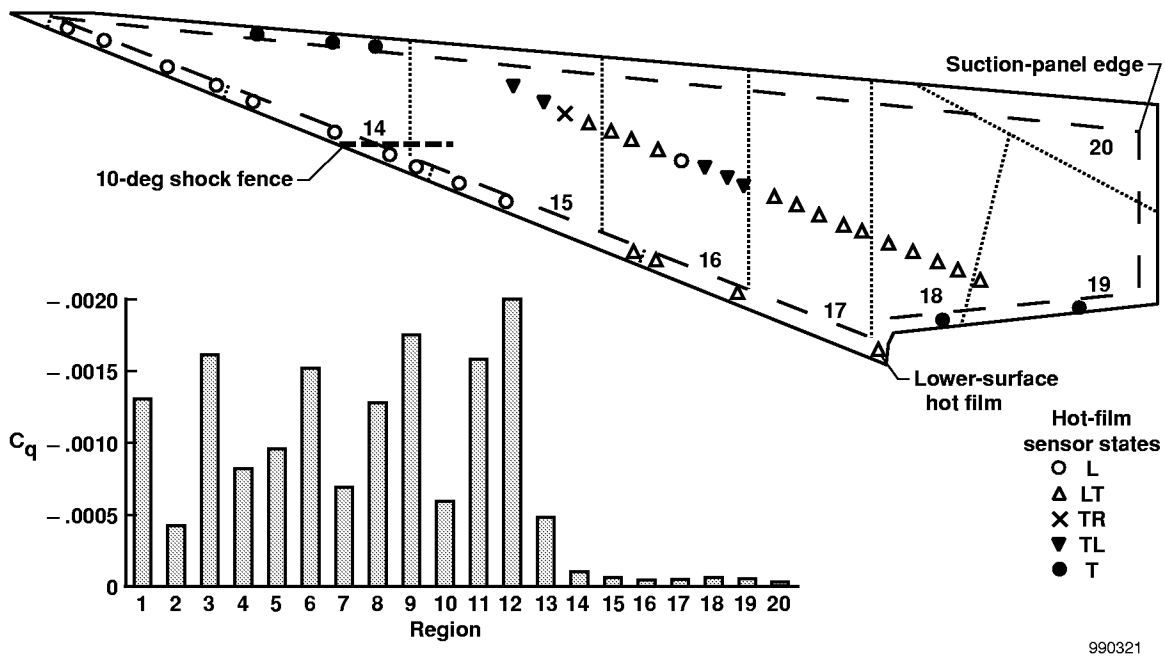 Suction-panel edge
14
20
10-deg shock fence
15
16
17
18
19
Lower-surface
hot film
Hot-film
sensor states
L
LT
TR
TL
T
– .0020
– .0015
– .0010
– .0005
0
Cq
1 2 3 4 5 6 7 8 9 10 11 12 13 14 15 16 17 18 19 20
Region
990321